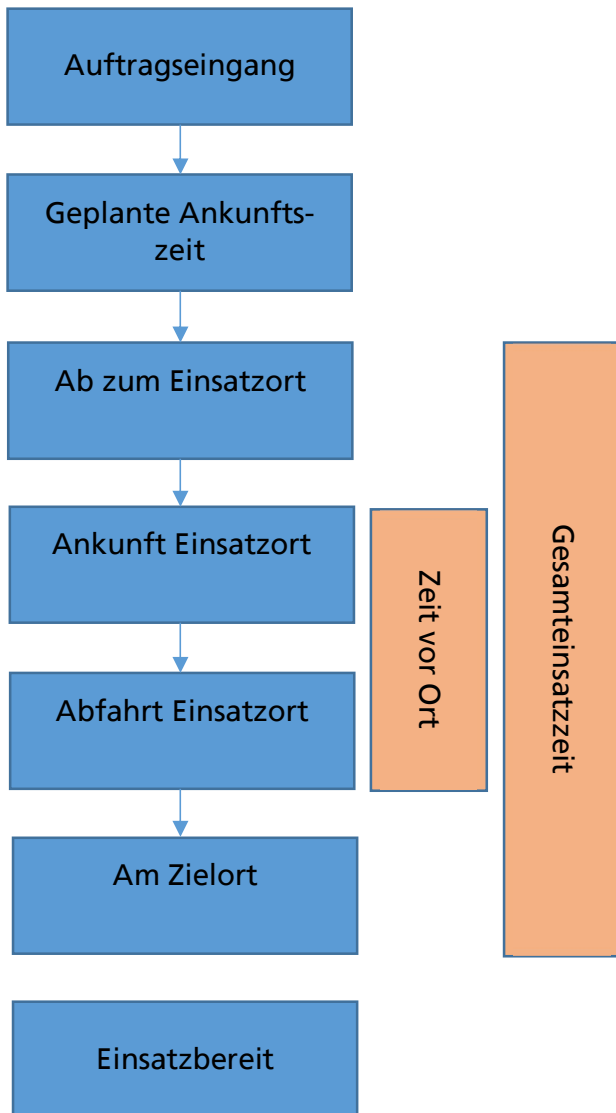 Auftragseingang
Geplante Ankunfts-
zeit
Ab zum Einsatzort
Ankunft Einsatzort
Abfahrt Einsatzort
Am Zielort
Einsatzbereit
Zeit vor Ort
Gesamteinsatzzeit